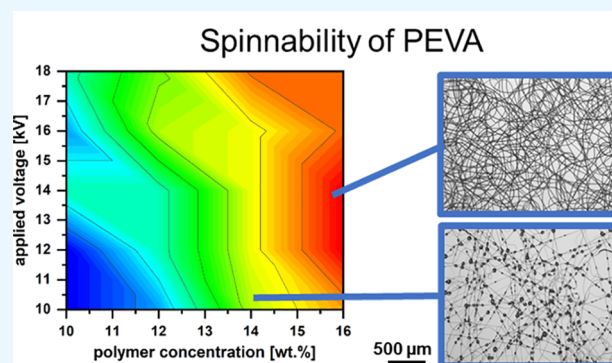 Spinnability of PEVA
applied voltage [kV]
18
17
16
15
14
13
12
11
10
10 11 12 13 14 15 16
polymer concentration [wt.%]
500 µm